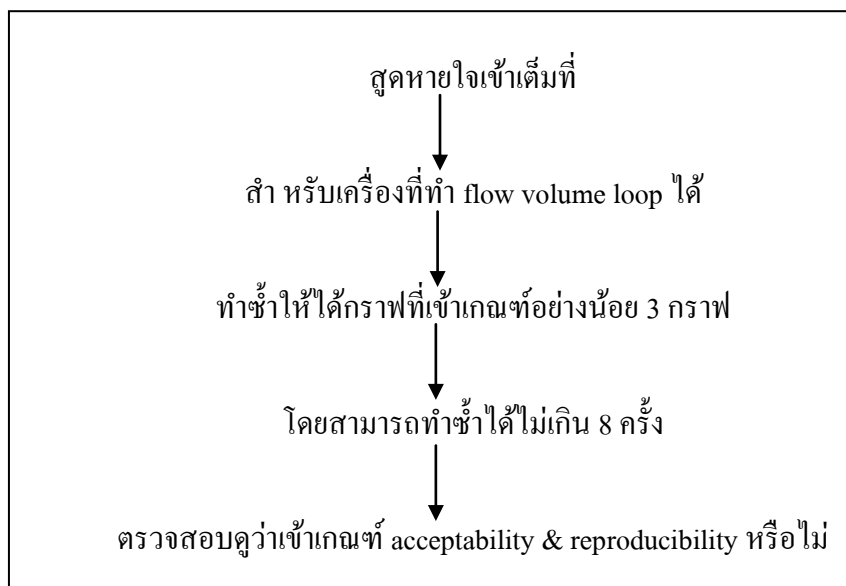 สูดหายใจเข้าเต็มที่
สำ หรับเครื่องที่ทำ flow volume loop ได้
ทำซ้ำให้ได้กราฟที่เข้าเกณฑ์อย่างน้อย 3 กราฟ
โดยสามารถทำซ้ำได้ไม่เกิน 8 ครั้ง
ตรวจสอบดูว่าเข้าเกณฑ์ acceptability & reproducibility หรือไม่